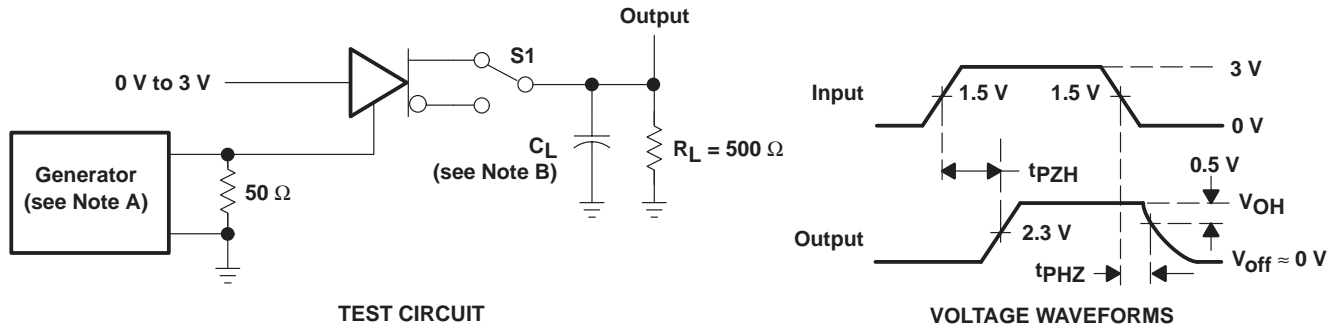 Output
S1
0 V to 3 V
Generator
(see Note A)
50 Ω
CL
(see Note B)
RL = 500 Ω
TEST CIRCUIT
Input
1.5 V
1.5 V
3 V
0 V
tPZH
0.5 V
VOH
Output
2.3 V
Voff ≈ 0 V
tPHZ
VOLTAGE WAVEFORMS